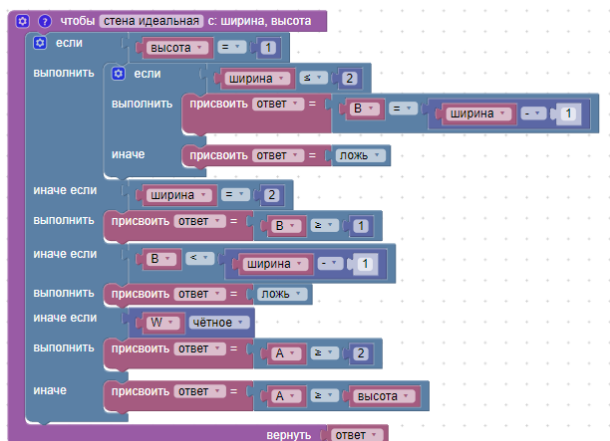 чтобы стена идеальная с: ширина, высота
если высота = 1
выполнить если ширина ≤ 2
выполнить присвоить ответ = B = ширина - 1
иначе присвоить ответ = ложь
иначе если ширина = 2
выполнить присвоить ответ = B ≥ 1
иначе если B < ширина - 1
выполнить присвоить ответ = ложь
иначе если W чётное
выполнить присвоить ответ = A ≥ 2
иначе присвоить ответ = A ≥ высота
вернуть ответ